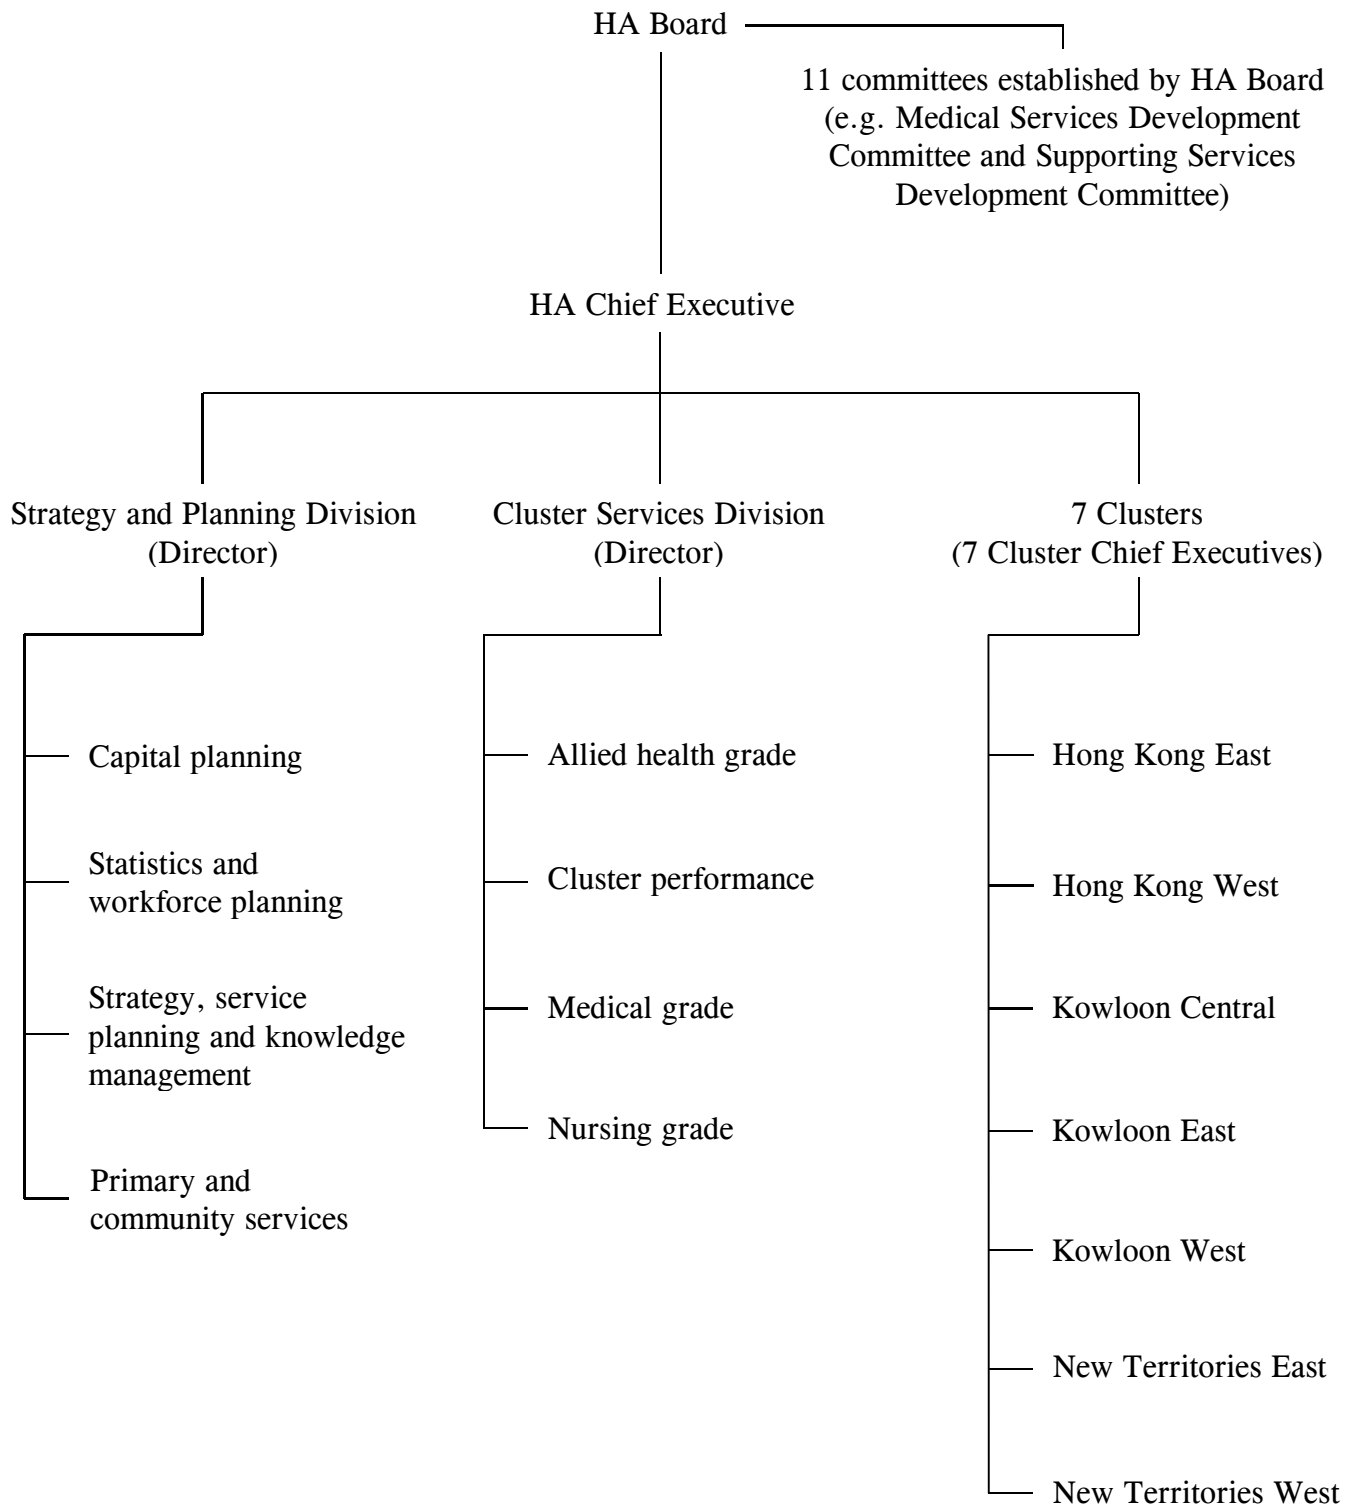 HA Board
11 committees established by HA Board
(e.g. Medical Services Development
Committee and Supporting Services
Development Committee)
HA Chief Executive
Strategy and Planning Division
(Director)
Capital planning
Statistics and
workforce planning
Strategy, service
planning and knowledge
management
Primary and
community services
Cluster Services Division
(Director)
Allied health grade
Cluster performance
Medical grade
Nursing grade
7 Clusters
(7 Cluster Chief Executives)
Hong Kong East
Hong Kong West
Kowloon Central
Kowloon East
Kowloon West
New Territories East
New Territories West